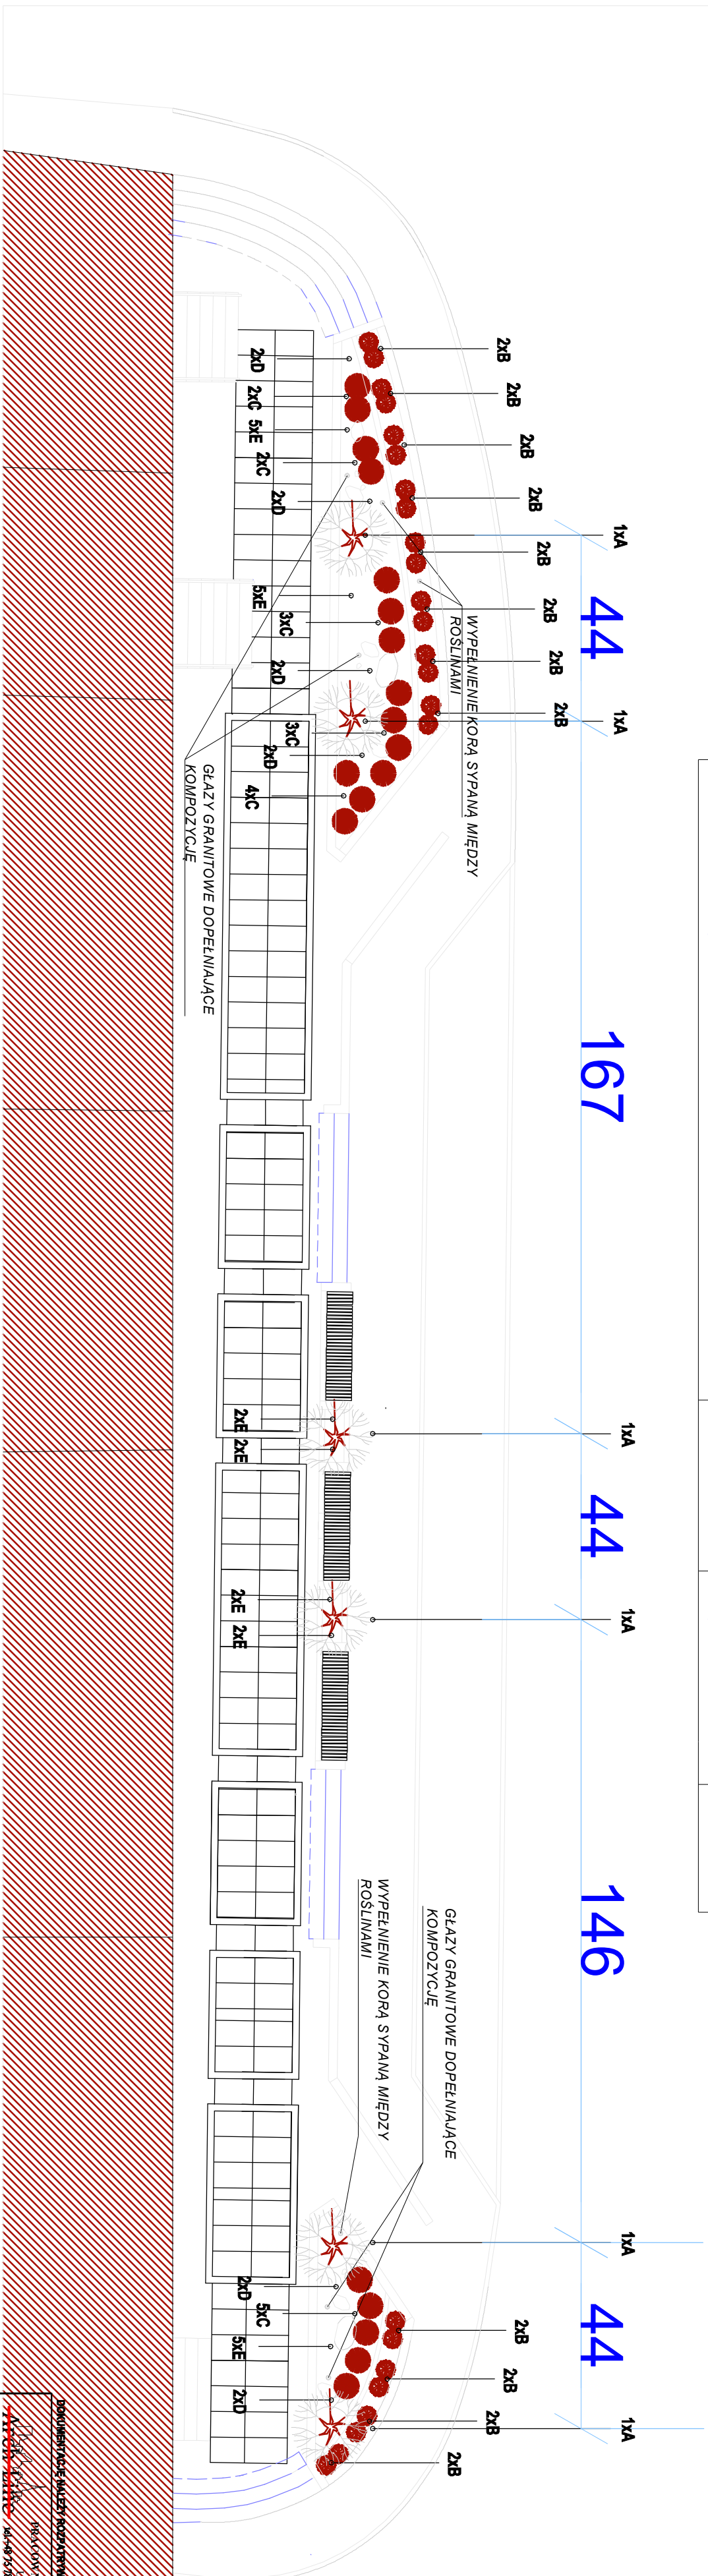 2xB
2xB
2xB
2xB
1xA
2xB
2xB
2xB
2xB
1xA
2xD
2xC
5xE
2xC
2xD
5xE
3xC
2xD
3xC
2xD
4xC
44
WYPEŁNIENIE KORĄ SYPANĄ MIĘDZY
ROŚLINAMI
GŁAZY GRANITOWE DOPEŁNIAJĄCE
KOMPOZYCJĘ
167
1xA
2xE
2xE
44
1xA
2xE
2xE
146
GŁAZY GRANITOWE DOPEŁNIAJĄCE
KOMPOZYCJĘ
WYPEŁNIENIE KORĄ SYPANĄ MIĘDZY
ROŚLINAMI
1xA
2xD
5xC
5xE
2xD
44
2xB
2xB
2xB
1xA
2xB
DOKUMENTACJĘ NALEŻY